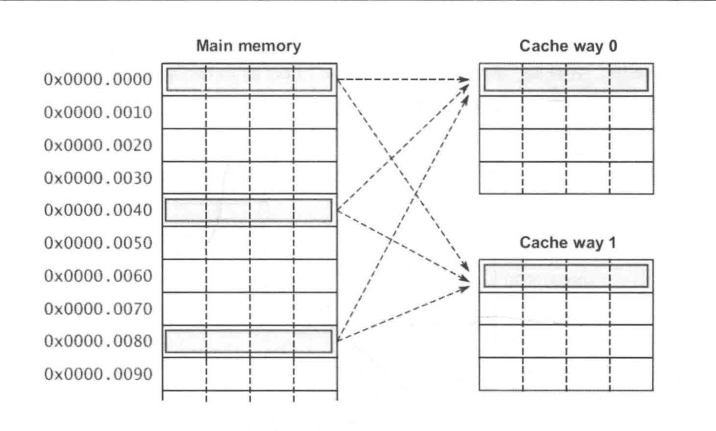 Main memory
Cache way 0
0x0000.0000
0x0000.0010
0x0000.0020
0x0000.0030
0x0000.0040
0x0000.0050
Cache way 1
0x0000.0060
0x0000.0070
0x0000.0080
0x0000.0090